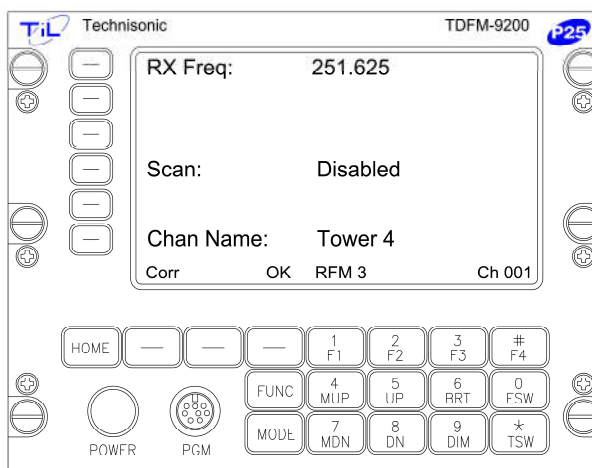 TiL Technisonic TDFM-9200 P25
RX Freq: 251.625
Scan: Disabled
Chan Name: Tower 4
Corr OK RFM 3 Ch 001
HOME 1 F1 2 F2 3 F3 # F4
FUNC 4 MUP 5 UP 6 BRT 0 FSW
MODE 7 MDN 8 DN 9 DIM * TSW
POWER PGM